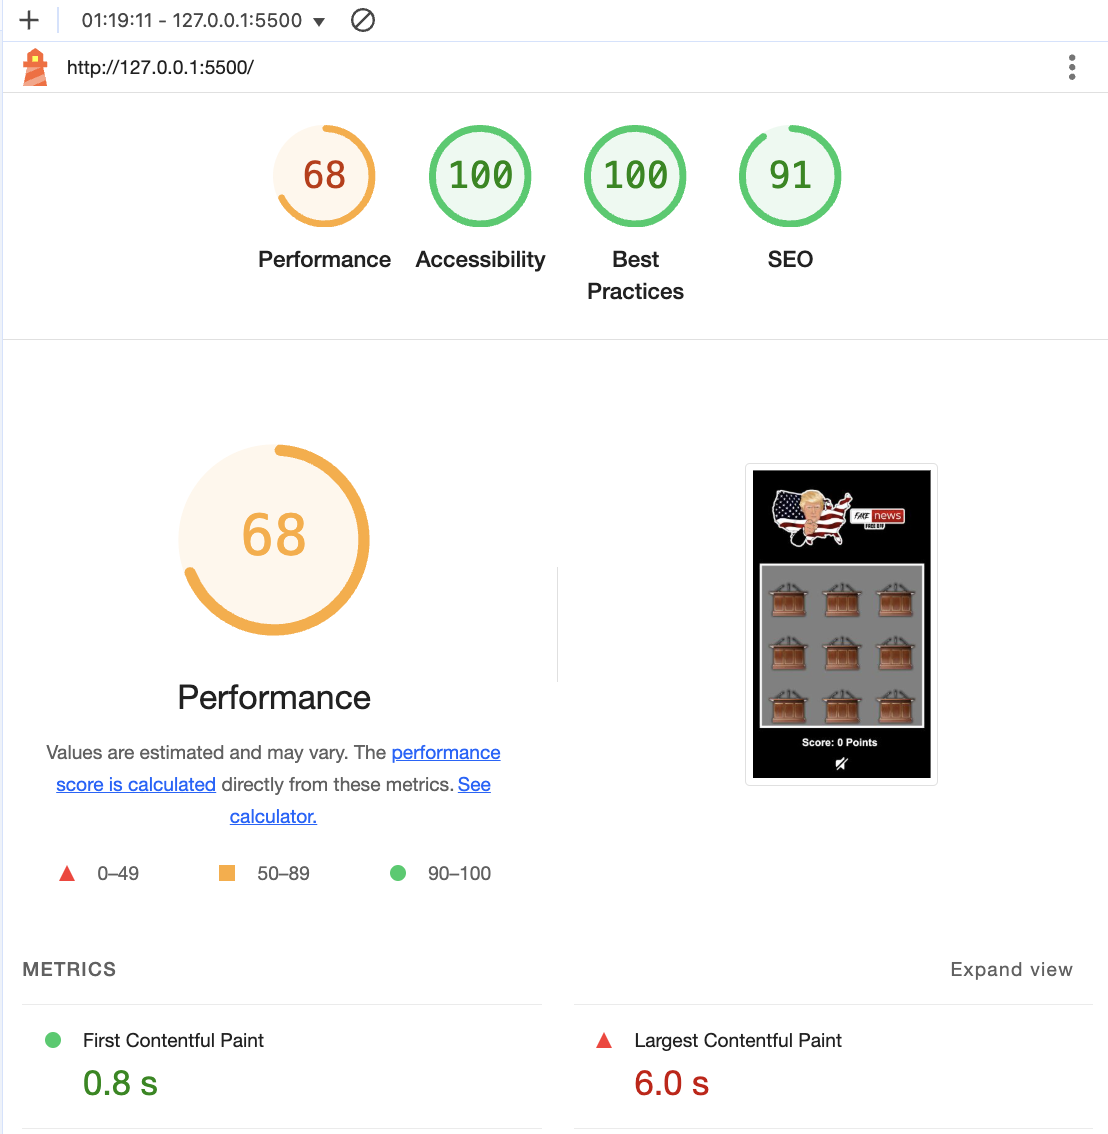 01:19:11 - 127.0.0.1:5500
http://127.0.0.1:5500/
68
100
100
91
Performance
Accessibility
Best
Practices
SEO
68
Performance
Values are estimated and may vary. The performance
score is calculated directly from these metrics. See
calculator.
0–49
50–89
90–100
FAKE news
FREE BY
Score: 0 Points
METRICS
Expand view
First Contentful Paint
0.8 s
Largest Contentful Paint
6.0 s